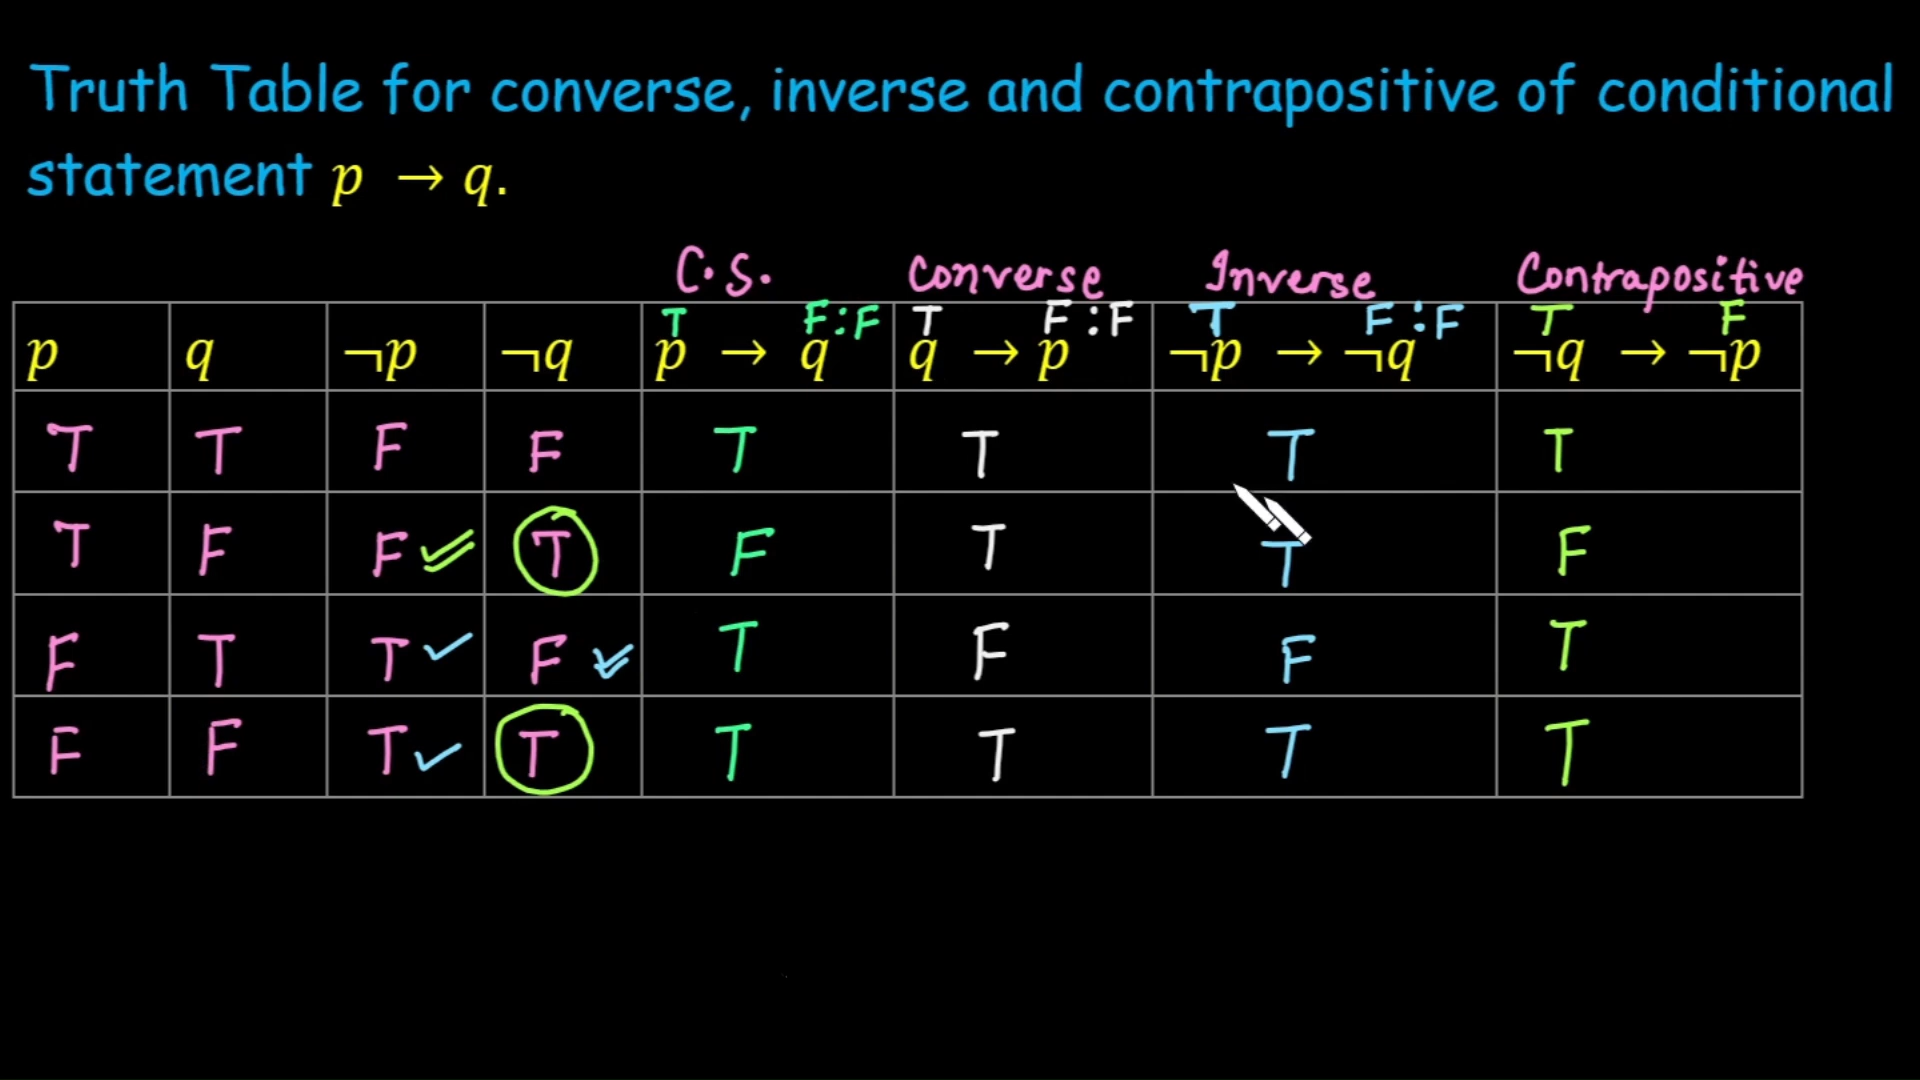 Truth Table for converse, inverse and contrapositive of conditional
statement p → q.
C.S. Converse Inverse Contrapositive
T F:F T F:F T F:F T F
p q ¬p ¬q p → q q → p ¬p → ¬q ¬q → ¬p
T T F F T T T T
T F F T F T T F
F T T F T F F T
F F T T T T T T